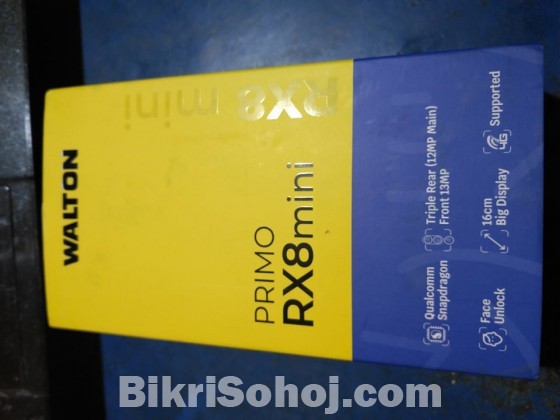 WALTON
RX8 mini
PRIMO
RX8mini
Qualcomm
Snapdragon
Triple Rear (12MP Main)
Front 13MP
Face
Unlock
16cm
Big Display
4G
Supported
BikriSohoj.com